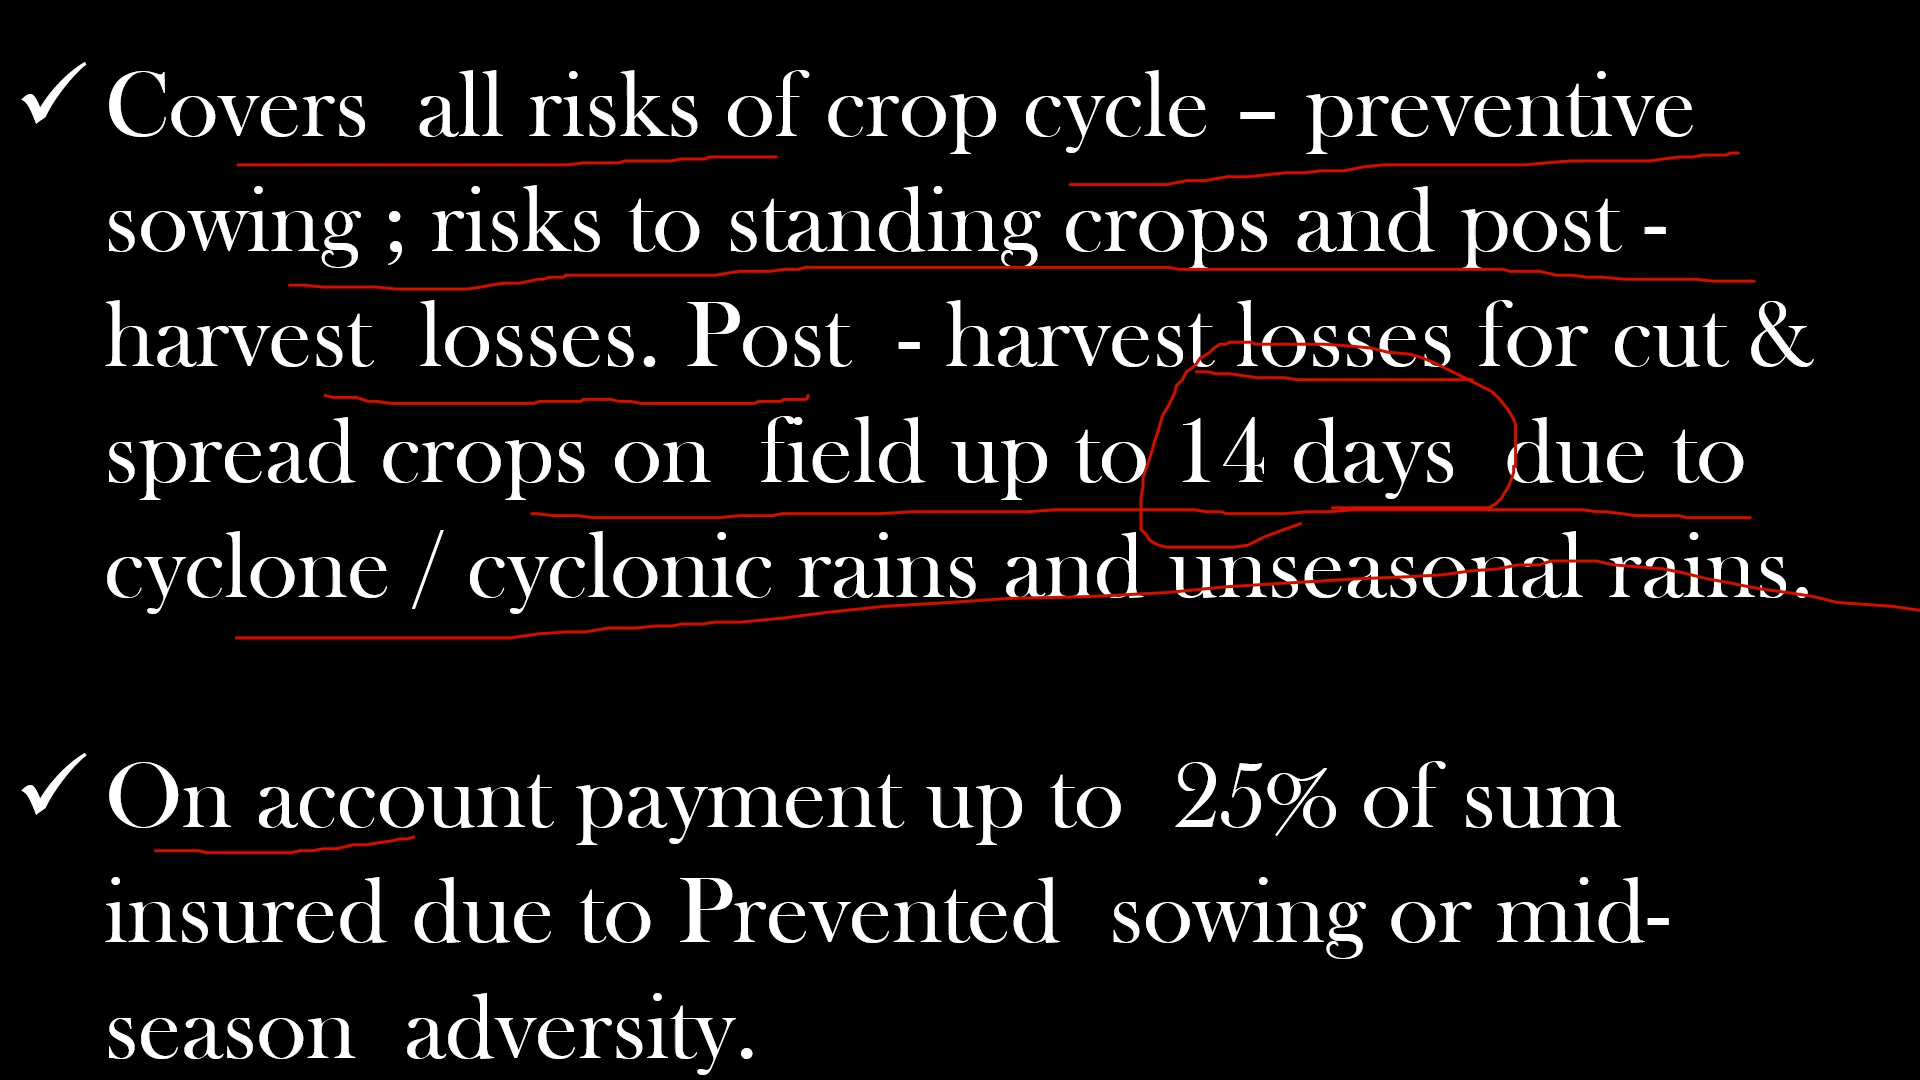 ✓ Covers all risks of crop cycle – preventive
sowing ; risks to standing crops and post -
harvest losses. Post - harvest losses for cut &
spread crops on field up to 14 days due to
cyclone / cyclonic rains and unseasonal rains.
✓ On account payment up to 25% of sum
insured due to Prevented sowing or mid-
season adversity.